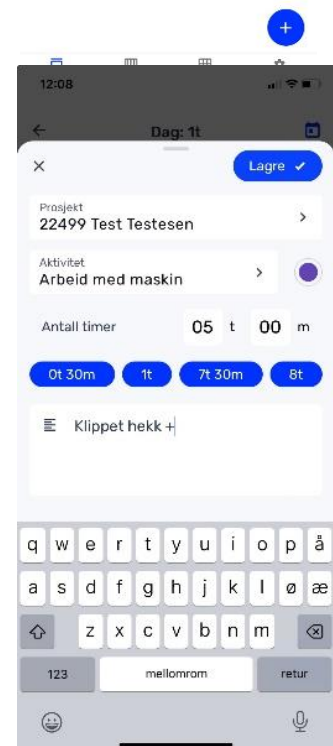 +
12:08
Dag: 1t
Lagre
Prosjekt
22499 Test Testesen
Aktivitet
Arbeid med maskin
Antall timer 05 t 00 m
0t 30m 1t 7t 30m 8t
Klippet hekk +
q w e r t y u i o p å
a s d f g h j k l ø æ
z x c v b n m
123 mellomrom retur